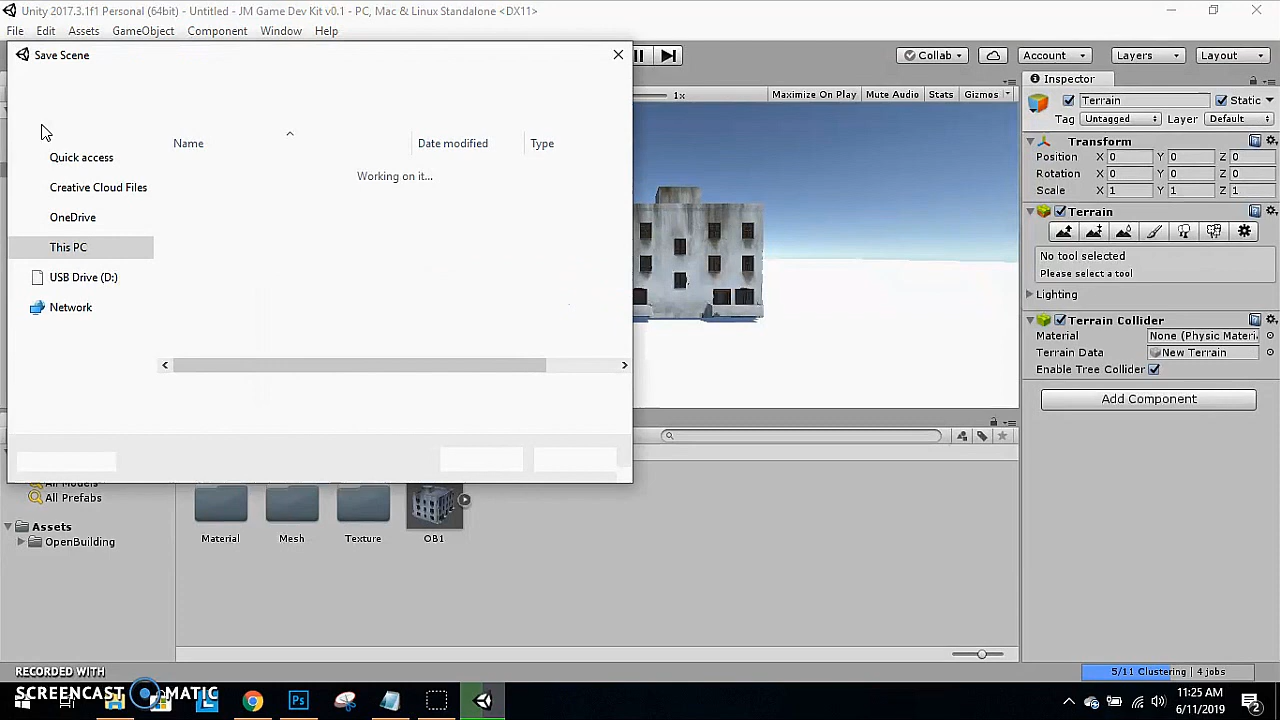 Unity 2017.3.1f1 Personal (64bit) - Untitled - JM Game Dev Kit v0.1 - PC, Mac & Linux Standalone <DX11>
File Edit Assets GameObject Component Window Help
Save Scene
Collab Account Layers Layout
1x Maximize On Play Mute Audio Stats Gizmos
Inspector
Terrain Static
Tag Untagged Layer Default
Transform
Position X 0 Y 0 Z 0
Rotation X 0 Y 0 Z 0
Scale X 1 Y 1 Z 1
Terrain
No tool selected
Please select a tool
Lighting
Terrain Collider
Material None (Physic Materi
Terrain Data New Terrain
Enable Tree Collider
Add Component
Name Date modified Type
Working on it...
Quick access
Creative Cloud Files
OneDrive
This PC
USB Drive (D:)
Network
All Models
All Prefabs
Assets
OpenBuilding
Material Mesh Texture OB1
5/11 Clustering | 4 jobs
RECORDED WITH
SCREENCAST MATIC
11:25 AM
6/11/2019
2